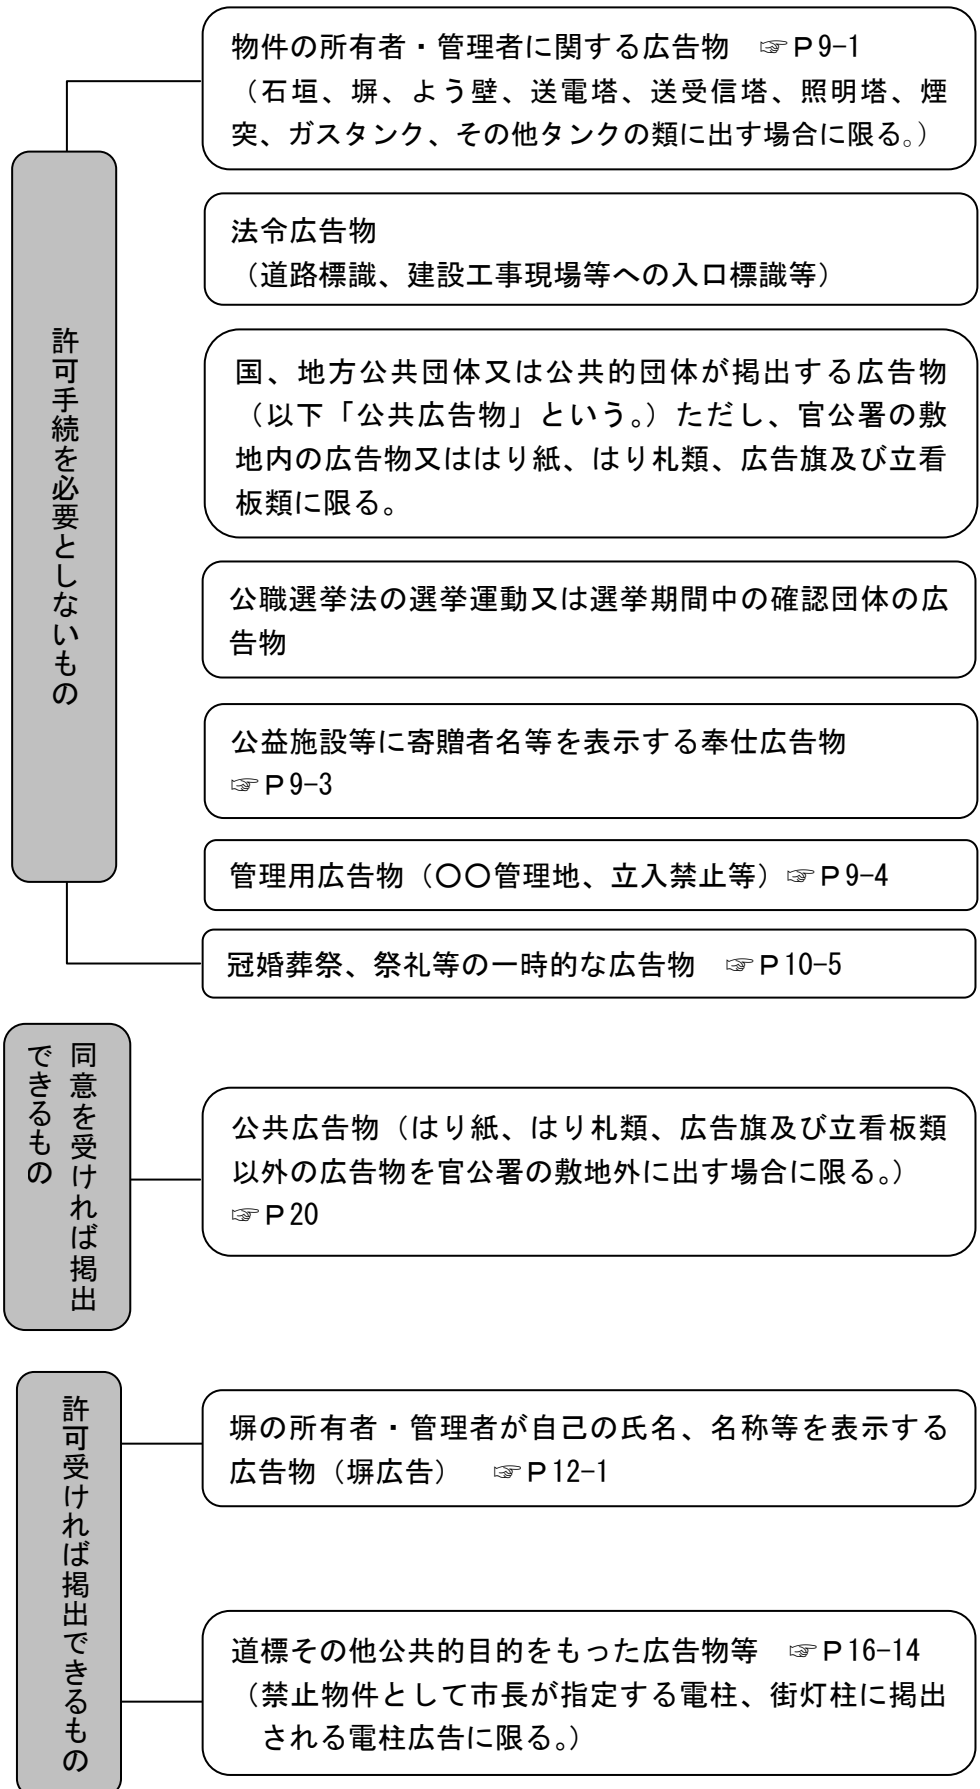 許可手続を必要としないもの
物件の所有者・管理者に関する広告物　☞Ｐ9−1
（石垣、塀、よう壁、送電塔、送受信塔、照明塔、煙
突、ガスタンク、その他タンクの類に出す場合に限る。）
法令広告物
（道路標識、建設工事現場等への入口標識等）
国、地方公共団体又は公共的団体が掲出する広告物
（以下「公共広告物」という。）ただし、官公署の敷
地内の広告物又ははり紙、はり札類、広告旗及び立看
板類に限る。
公職選挙法の選挙運動又は選挙期間中の確認団体の広
告物
公益施設等に寄贈者名等を表示する奉仕広告物
☞Ｐ9−3
管理用広告物（〇〇管理地、立入禁止等）☞Ｐ9−4
冠婚葬祭、祭礼等の一時的な広告物　☞Ｐ10−5
同意を受ければ掲出
できるもの
公共広告物（はり紙、はり札類、広告旗及び立看板類
以外の広告物を官公署の敷地外に出す場合に限る。）
☞Ｐ20
許可受ければ掲出できるもの
塀の所有者・管理者が自己の氏名、名称等を表示する
広告物（塀広告）　☞Ｐ12−1
道標その他公共的目的をもった広告物等　☞Ｐ16−14
（禁止物件として市長が指定する電柱、街灯柱に掲出
される電柱広告に限る。）